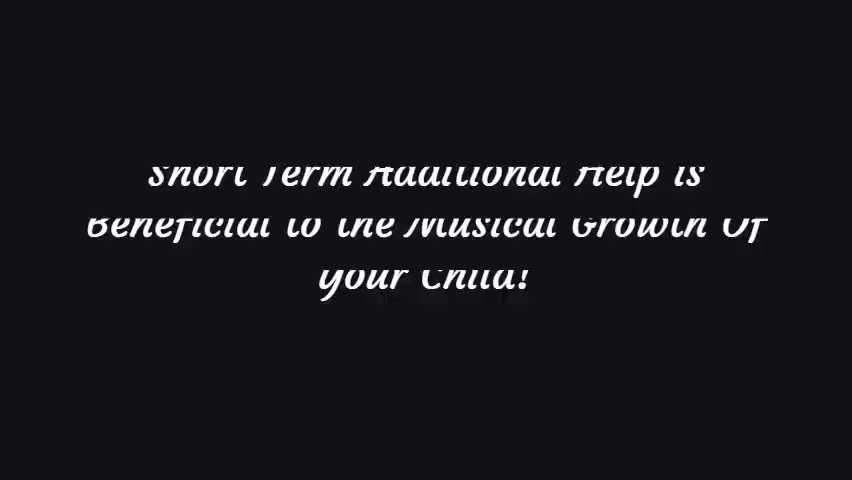 Short Term Additional Help is
Beneficial to the Musical Growth Of
your Child!